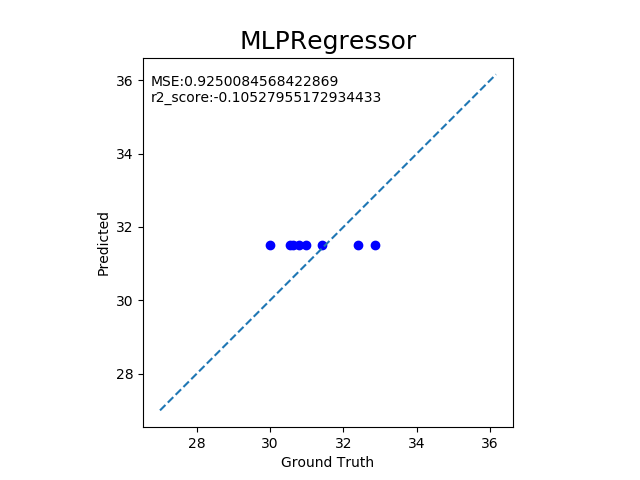 MLPRegressor
MSE:0.9250084568422869
r2_score:-0.10527955172934433
36
34
32
30
28
Predicted
28 30 32 34 36
Ground Truth